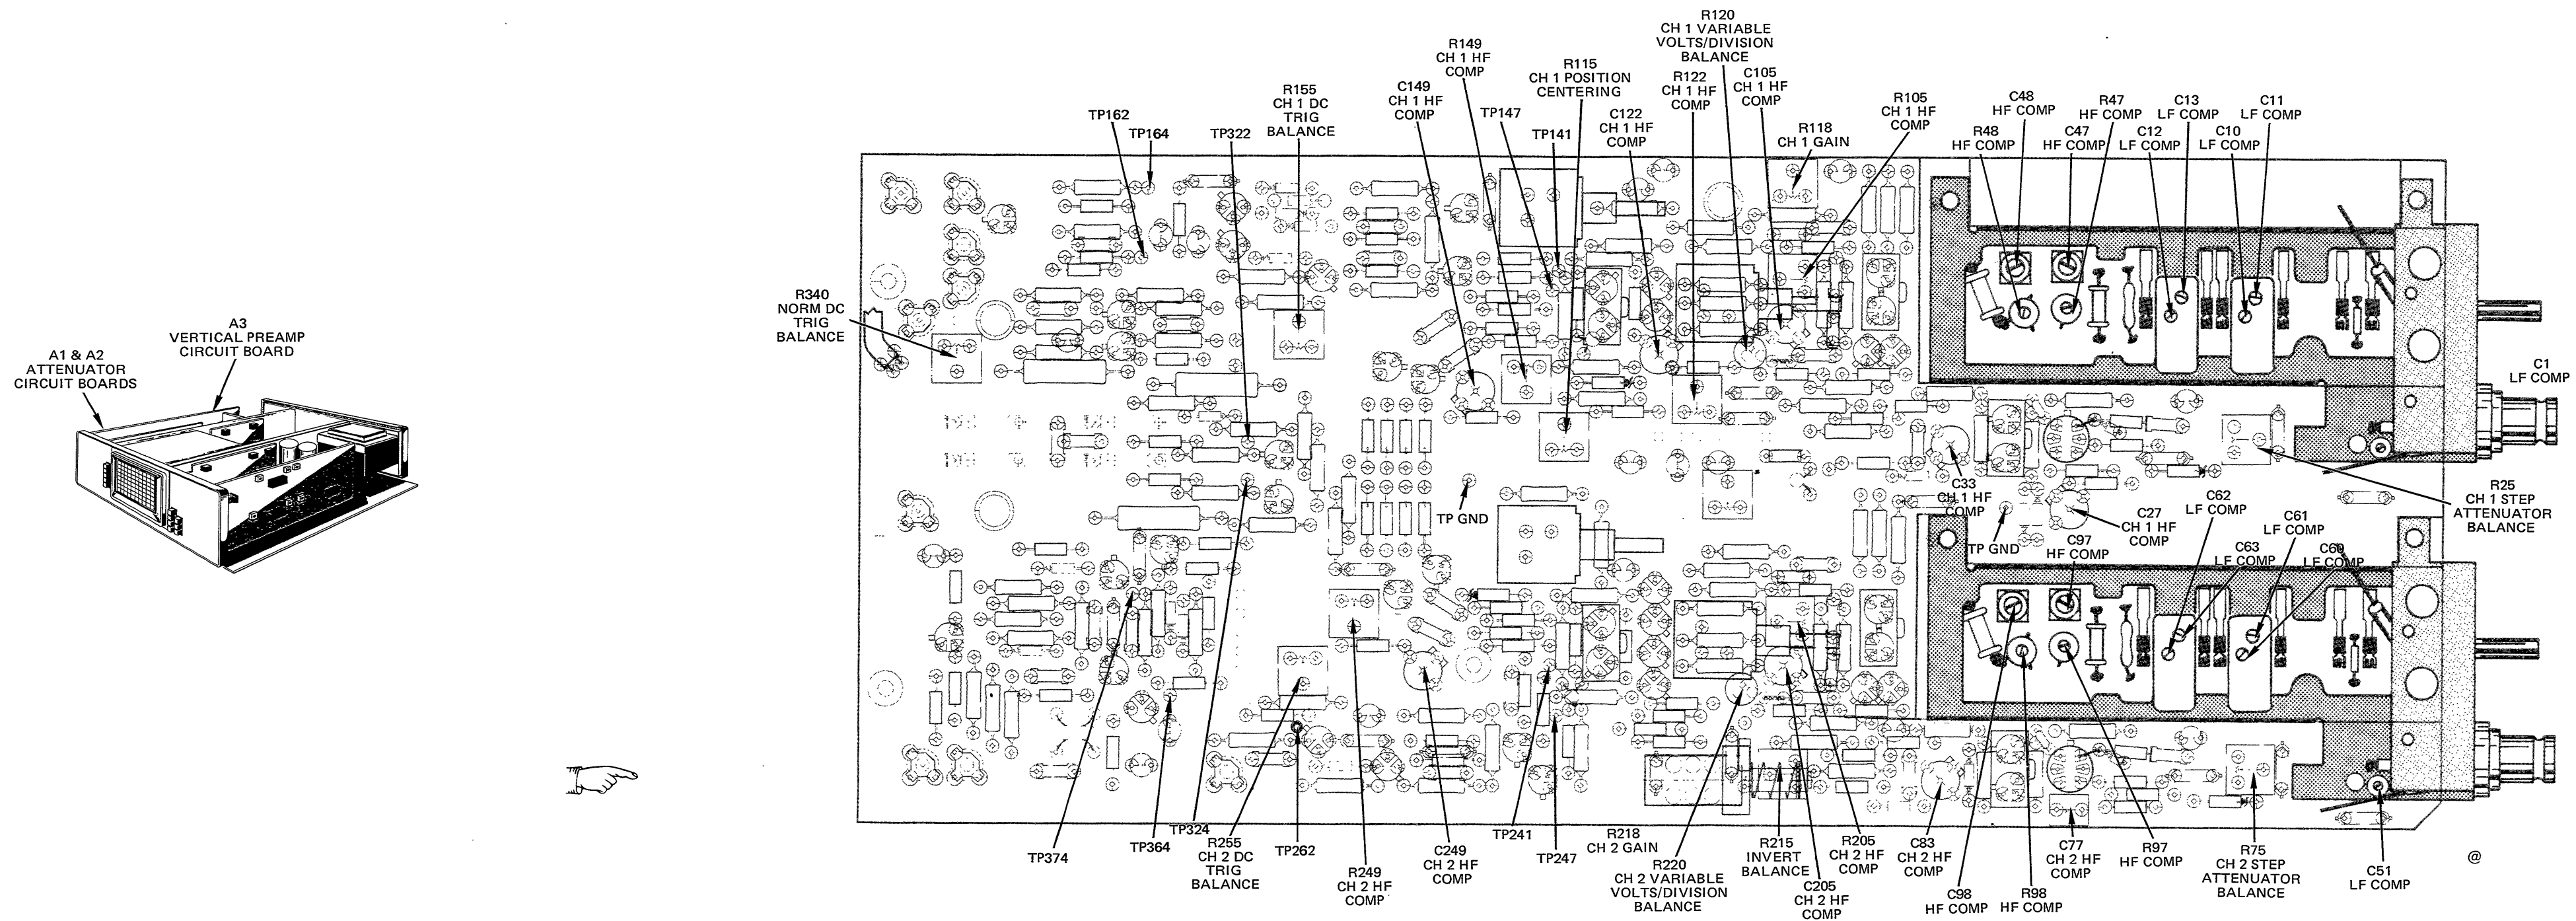 A3
VERTICAL PREAMP
CIRCUIT BOARD
A1 & A2
ATTENUATOR
CIRCUIT BOARDS
R340
NORM DC
TRIG
BALANCE
TP162
TP164
TP322
R155
CH 1 DC
TRIG
BALANCE
C149
CH 1 HF
COMP
R149
CH 1 HF
COMP
TP147
TP141
R115
CH 1 POSITION
CENTERING
C122
CH 1 HF
COMP
R120
CH 1 VARIABLE
VOLTS/DIVISION
BALANCE
R122
CH 1 HF
COMP
C105
CH 1 HF
COMP
R118
CH 1 GAIN
R105
CH 1 HF
COMP
R48
HF COMP
C48
HF COMP
C47
HF COMP
R47
HF COMP
C12
LF COMP
C13
LF COMP
C10
LF COMP
C11
LF COMP
C1
LF COMP
R25
CH 1 STEP
ATTENUATOR
BALANCE
C33
CH 1 HF
COMP
TP GND
TP GND
C27
CH 1 HF
COMP
C97
HF COMP
C62
LF COMP
C63
LF COMP
C61
LF COMP
C60
LF COMP
TP374
TP364
TP324
R255
CH 2 DC
TRIG
BALANCE
TP262
R249
CH 2 HF
COMP
C249
CH 2 HF
COMP
TP241
TP247
R218
CH 2 GAIN
R220
CH 2 VARIABLE
VOLTS/DIVISION
BALANCE
R215
INVERT
BALANCE
C205
CH 2 HF
COMP
R205
CH 2 HF
COMP
C83
CH 2 HF
COMP
C98
HF COMP
R98
HF COMP
C77
CH 2 HF
COMP
R97
HF COMP
R75
CH 2 STEP
ATTENUATOR
BALANCE
C51
LF COMP
@